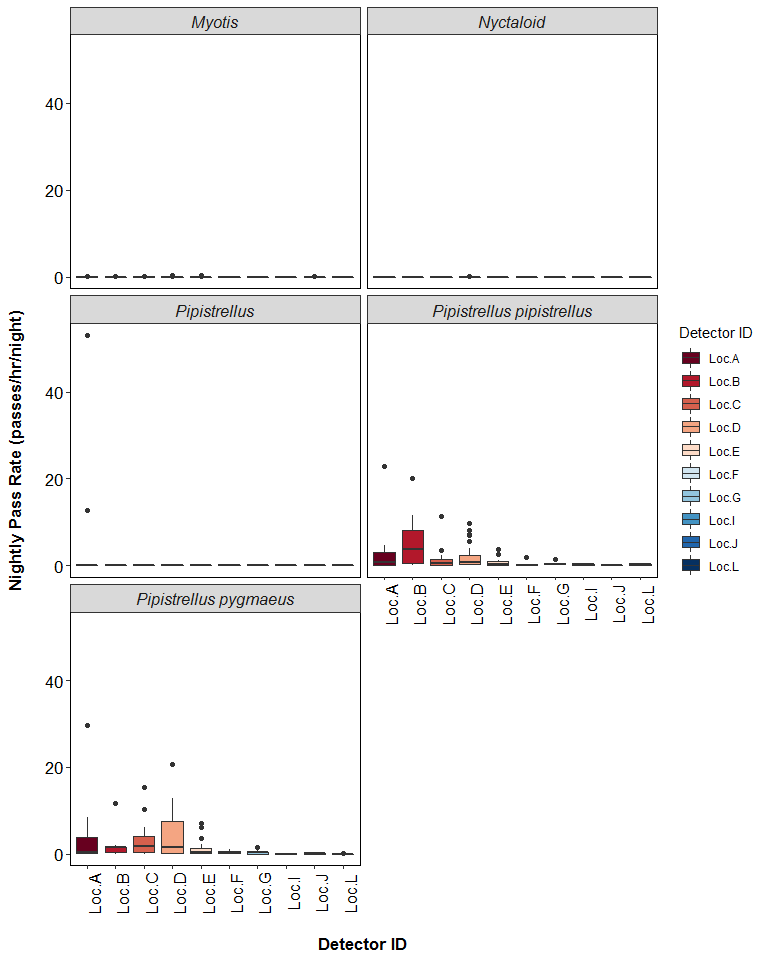 Myotis
Nyctaloid
40
20
0
Pipistrellus
Pipistrellus pipistrellus
40
20
0
Loc.A
Loc.B
Loc.C
Loc.D
Loc.E
Loc.F
Loc.G
Loc.I
Loc.J
Loc.L
Pipistrellus pygmaeus
40
20
0
Loc.A
Loc.B
Loc.C
Loc.D
Loc.E
Loc.F
Loc.G
Loc.I
Loc.J
Loc.L
Nightly Pass Rate (passes/hr/night)
Detector ID
Detector ID
Loc.A
Loc.B
Loc.C
Loc.D
Loc.E
Loc.F
Loc.G
Loc.I
Loc.J
Loc.L